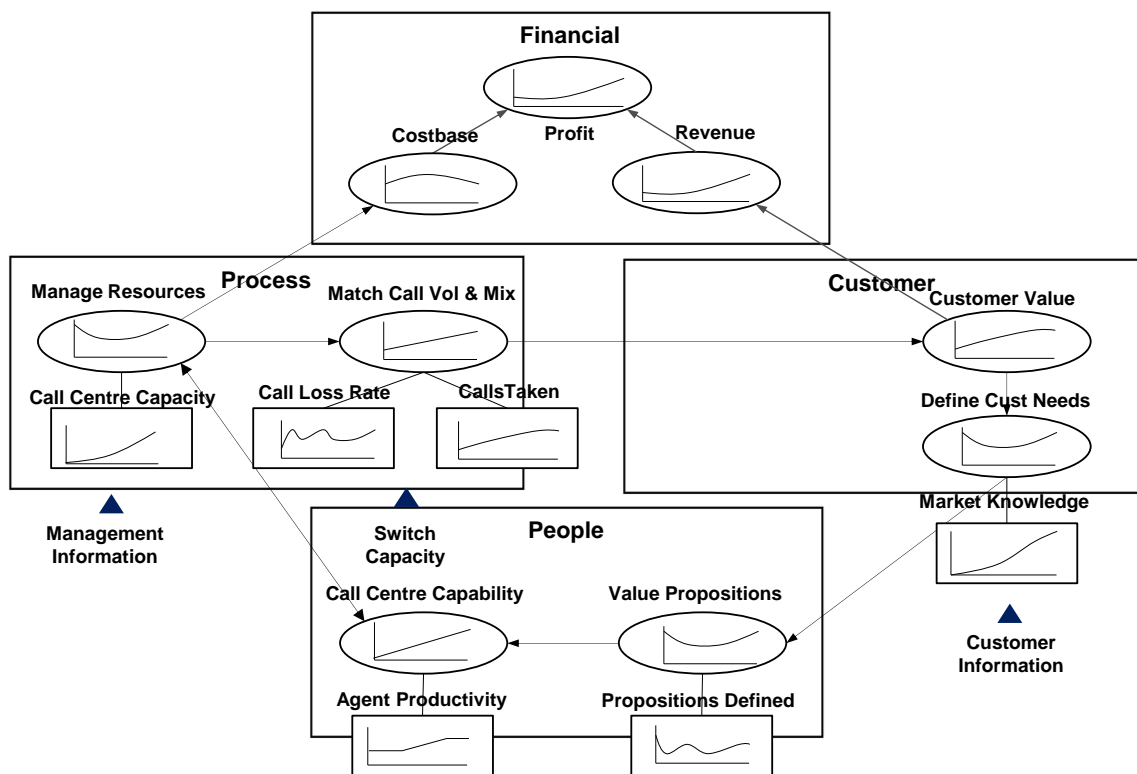 Financial
Profit
Costbase
Revenue
Process
Manage Resources
Match Call Vol & Mix
Call Centre Capacity
Call Loss Rate
CallsTaken
Customer
Customer Value
Define Cust Needs
Market Knowledge
Management
Information
Switch
Capacity
People
Call Centre Capability
Value Propositions
Agent Productivity
Propositions Defined
Customer
Information